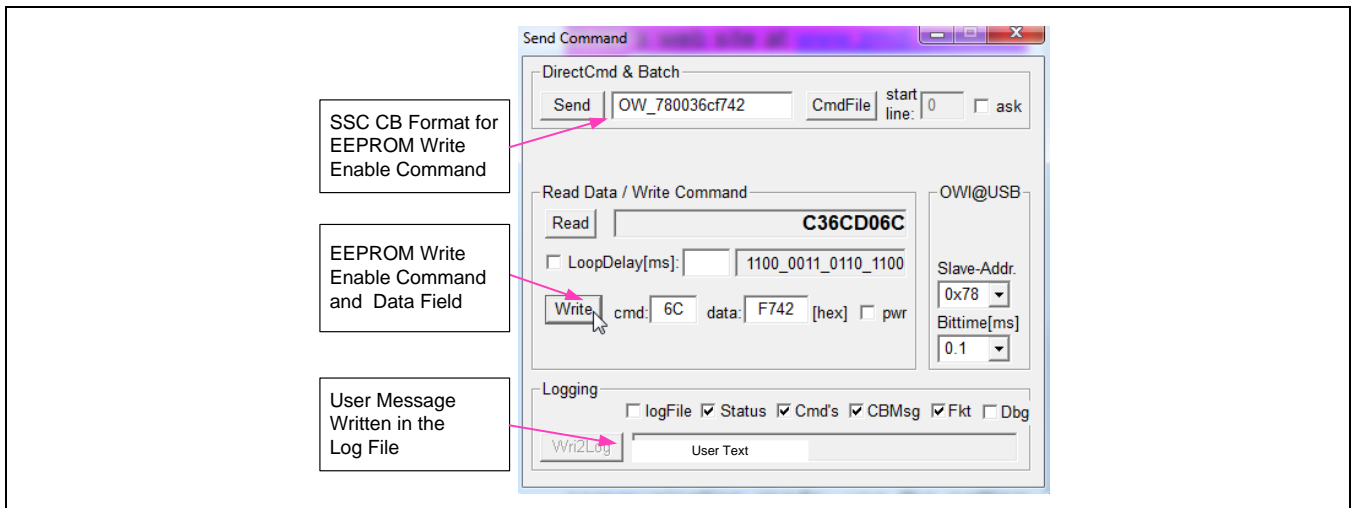 Send Command
DirectCmd & Batch
Send OW_780036cf742 CmdFile start line: 0 ask
SSC CB Format for
EEPROM Write
Enable Command
Read Data / Write Command
OWI@USB
Read C36CD06C
EEPROM Write
Enable Command
and Data Field
LoopDelay[ms]: 1100_0011_0110_1100
Slave-Addr.
0x78
Write cmd: 6C data: F742 [hex] pwr
Bittime[ms]
0.1
Logging
User Message
Written in the
Log File
logFile Status Cmd's CBMsg Fkt Dbg
Wri2Log User Text